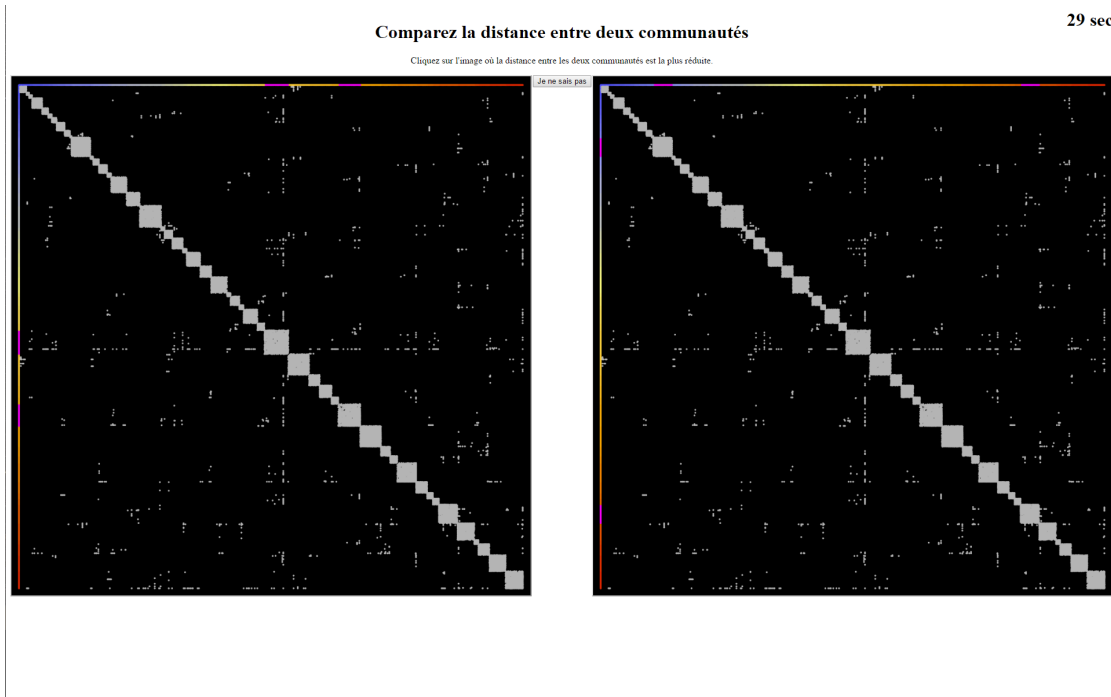 29 sec
Comparez la distance entre deux communautés
Cliquez sur l'image où la distance entre les deux communautés est la plus réduite.
Je ne sais pas